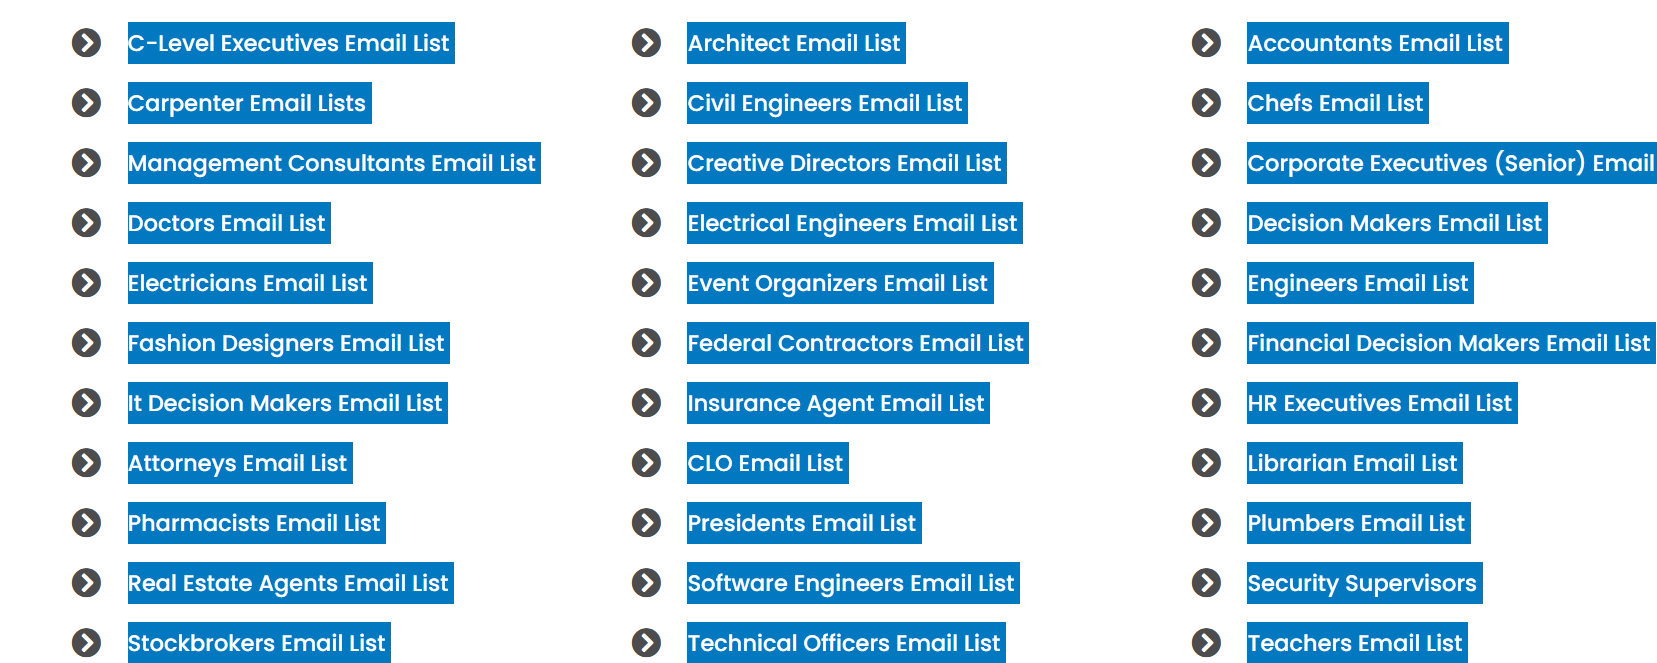 C-Level Executives Email List
Architect Email List
Accountants Email List
Carpenter Email Lists
Civil Engineers Email List
Chefs Email List
Management Consultants Email List
Creative Directors Email List
Corporate Executives (Senior) Email
Doctors Email List
Electrical Engineers Email List
Decision Makers Email List
Electricians Email List
Event Organizers Email List
Engineers Email List
Fashion Designers Email List
Federal Contractors Email List
Financial Decision Makers Email List
It Decision Makers Email List
Insurance Agent Email List
HR Executives Email List
Attorneys Email List
CLO Email List
Librarian Email List
Pharmacists Email List
Presidents Email List
Plumbers Email List
Real Estate Agents Email List
Software Engineers Email List
Security Supervisors
Stockbrokers Email List
Technical Officers Email List
Teachers Email List